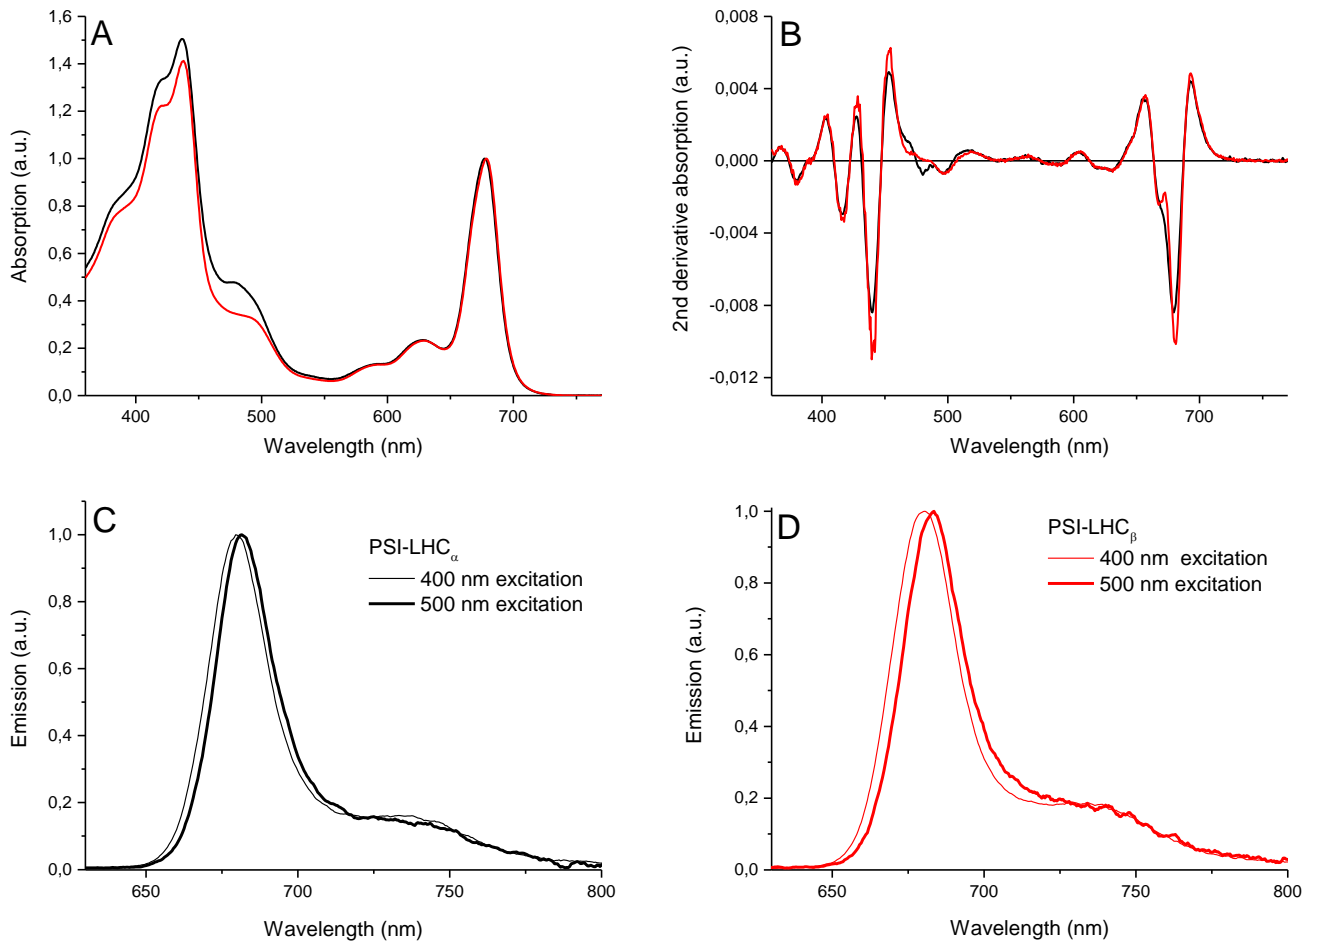 A
1,6
1,4
1,2
1,0
0,8
0,6
0,4
0,2
0,0
400
500
600
700
Absorption (a.u.)
Wavelength (nm)
B
0,008
0,004
0,000
-0,004
-0,008
-0,012
400
500
600
700
2nd derivative absorption (a.u.)
Wavelength (nm)
C
PSI-LHCα
400 nm excitation
500 nm excitation
1,0
0,8
0,6
0,4
0,2
0,0
650
700
750
800
Emission (a.u.)
Wavelength (nm)
D
PSI-LHCβ
400 nm excitation
500 nm excitation
1,0
0,8
0,6
0,4
0,2
0,0
650
700
750
800
Emission (a.u.)
Wavelength (nm)